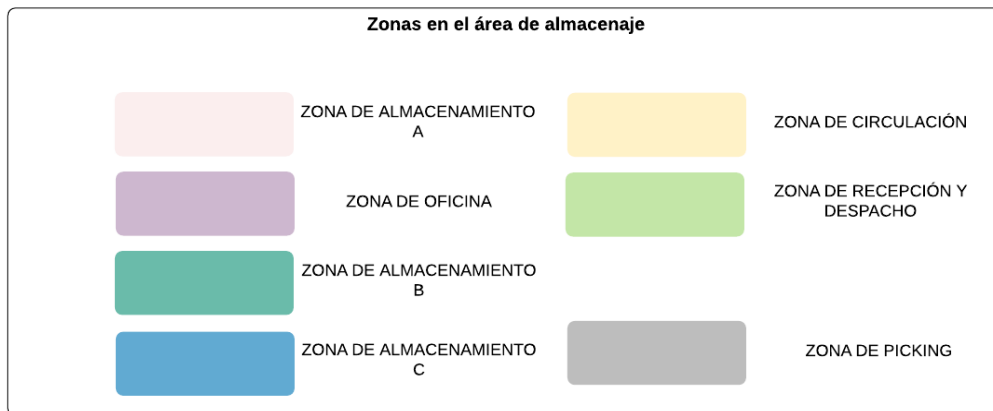 Zonas en el área de almacenaje
ZONA DE ALMACENAMIENTO
A
ZONA DE CIRCULACIÓN
ZONA DE OFICINA
ZONA DE RECEPCIÓN Y
DESPACHO
ZONA DE ALMACENAMIENTO
B
ZONA DE ALMACENAMIENTO
C
ZONA DE PICKING